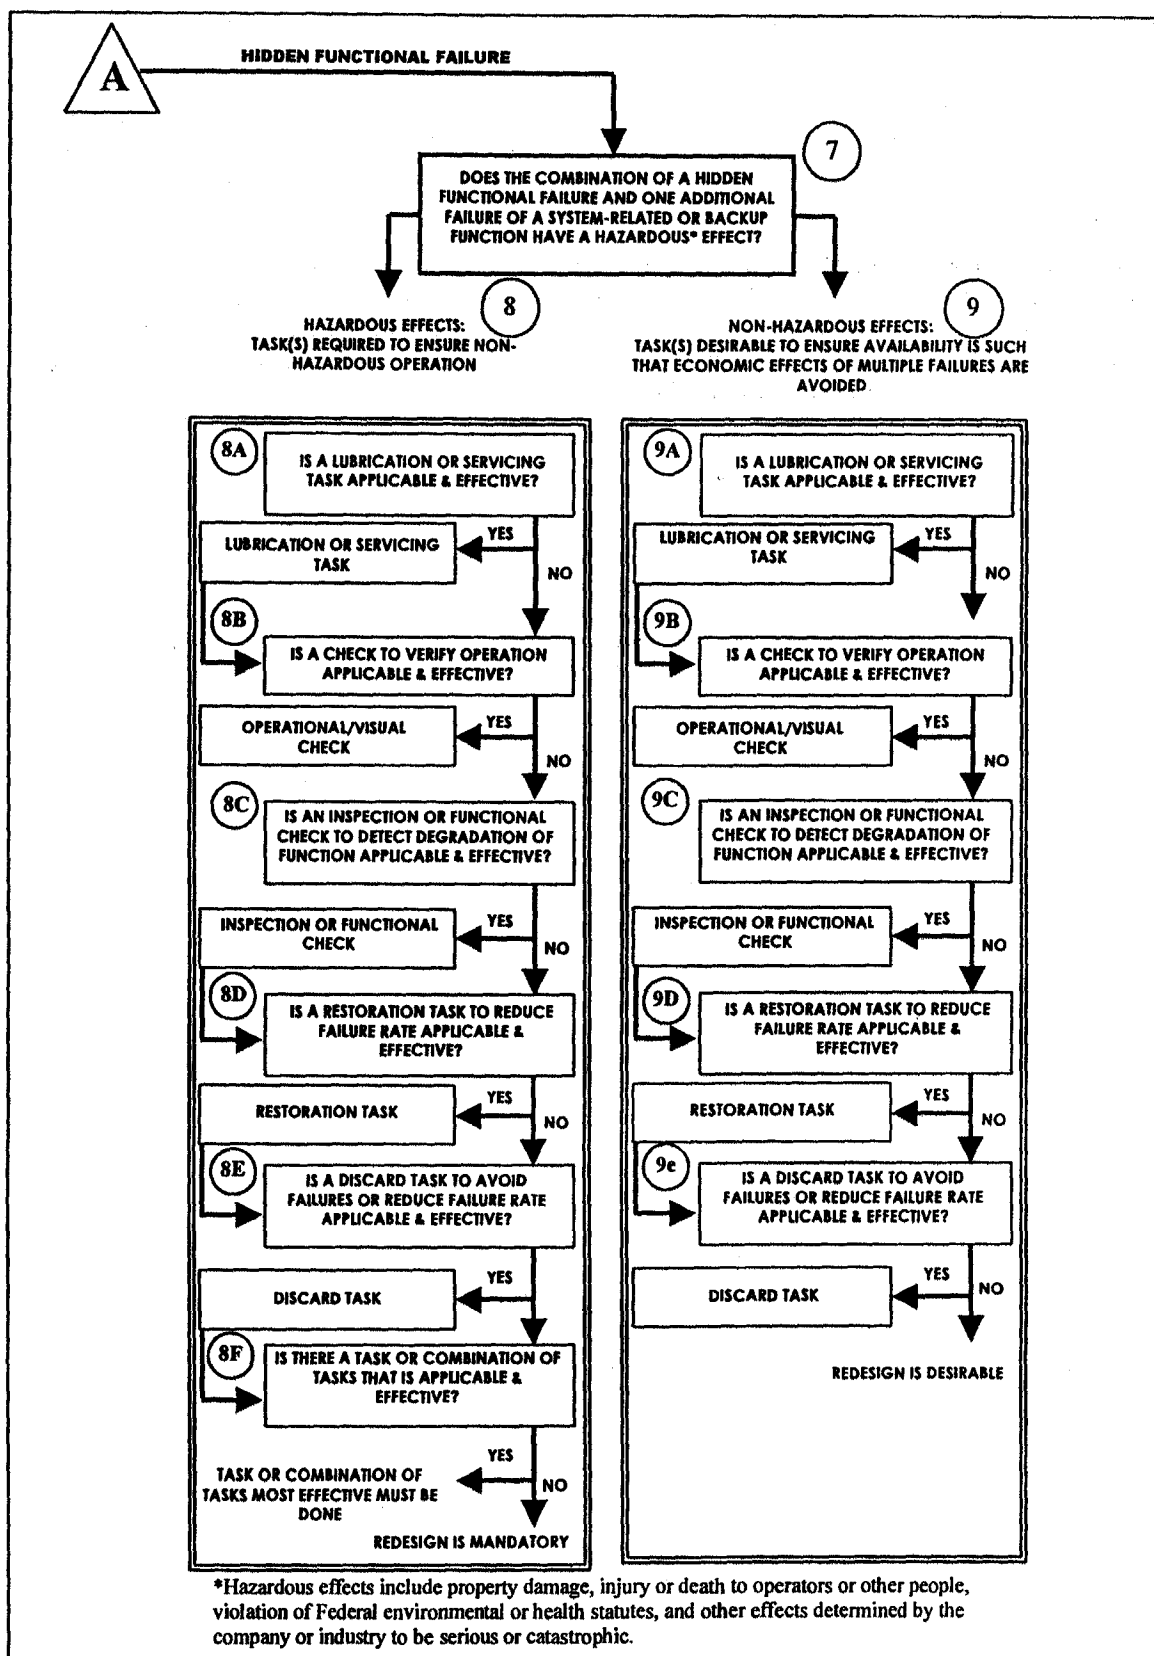 A
HIDDEN FUNCTIONAL FAILURE
7
DOES THE COMBINATION OF A HIDDEN
FUNCTIONAL FAILURE AND ONE ADDITIONAL
FAILURE OF A SYSTEM-RELATED OR BACKUP
FUNCTION HAVE A HAZARDOUS* EFFECT?
8
HAZARDOUS EFFECTS:
TASK(S) REQUIRED TO ENSURE NON-
HAZARDOUS OPERATION
9
NON-HAZARDOUS EFFECTS:
TASK(S) DESIRABLE TO ENSURE AVAILABILITY IS SUCH
THAT ECONOMIC EFFECTS OF MULTIPLE FAILURES ARE
AVOIDED
8A
IS A LUBRICATION OR SERVICING
TASK APPLICABLE & EFFECTIVE?
YES
LUBRICATION OR SERVICING
TASK
NO
8B
IS A CHECK TO VERIFY OPERATION
APPLICABLE & EFFECTIVE?
YES
OPERATIONAL/VISUAL
CHECK
NO
8C
IS AN INSPECTION OR FUNCTIONAL
CHECK TO DETECT DEGRADATION OF
FUNCTION APPLICABLE & EFFECTIVE?
YES
INSPECTION OR FUNCTIONAL
CHECK
NO
8D
IS A RESTORATION TASK TO REDUCE
FAILURE RATE APPLICABLE &
EFFECTIVE?
YES
RESTORATION TASK
NO
8E
IS A DISCARD TASK TO AVOID
FAILURES OR REDUCE FAILURE RATE
APPLICABLE & EFFECTIVE?
YES
DISCARD TASK
8F
IS THERE A TASK OR COMBINATION OF
TASKS THAT IS APPLICABLE &
EFFECTIVE?
YES
TASK OR COMBINATION OF
TASKS MOST EFFECTIVE MUST BE
DONE
NO
REDESIGN IS MANDATORY
9A
IS A LUBRICATION OR SERVICING
TASK APPLICABLE & EFFECTIVE?
YES
LUBRICATION OR SERVICING
TASK
NO
9B
IS A CHECK TO VERIFY OPERATION
APPLICABLE & EFFECTIVE?
YES
OPERATIONAL/VISUAL
CHECK
NO
9C
IS AN INSPECTION OR FUNCTIONAL
CHECK TO DETECT DEGRADATION OF
FUNCTION APPLICABLE & EFFECTIVE?
YES
INSPECTION OR FUNCTIONAL
CHECK
NO
9D
IS A RESTORATION TASK TO REDUCE
FAILURE RATE APPLICABLE &
EFFECTIVE?
YES
RESTORATION TASK
NO
9e
IS A DISCARD TASK TO AVOID
FAILURES OR REDUCE FAILURE RATE
APPLICABLE & EFFECTIVE?
YES
DISCARD TASK
NO
REDESIGN IS DESIRABLE
*Hazardous effects include property damage, injury or death to operators or other people,
violation of Federal environmental or health statutes, and other effects determined by the
company or industry to be serious or catastrophic.